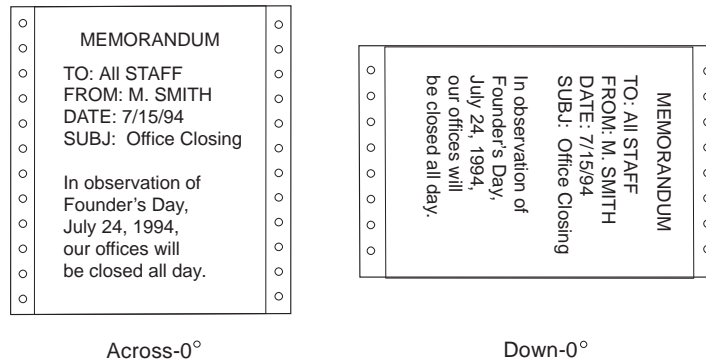 MEMORANDUM
TO: All STAFF
FROM: M. SMITH
DATE: 7/15/94
SUBJ: Office Closing
In observation of
Founder's Day,
July 24, 1994,
our offices will
be closed all day.
Across-0°
MEMORANDUM
TO: All STAFF
FROM: M. SMITH
DATE: 7/15/94
SUBJ: Office Closing
In observation of
Founder's Day,
July 24, 1994,
our offices will
be closed all day.
Down-0°